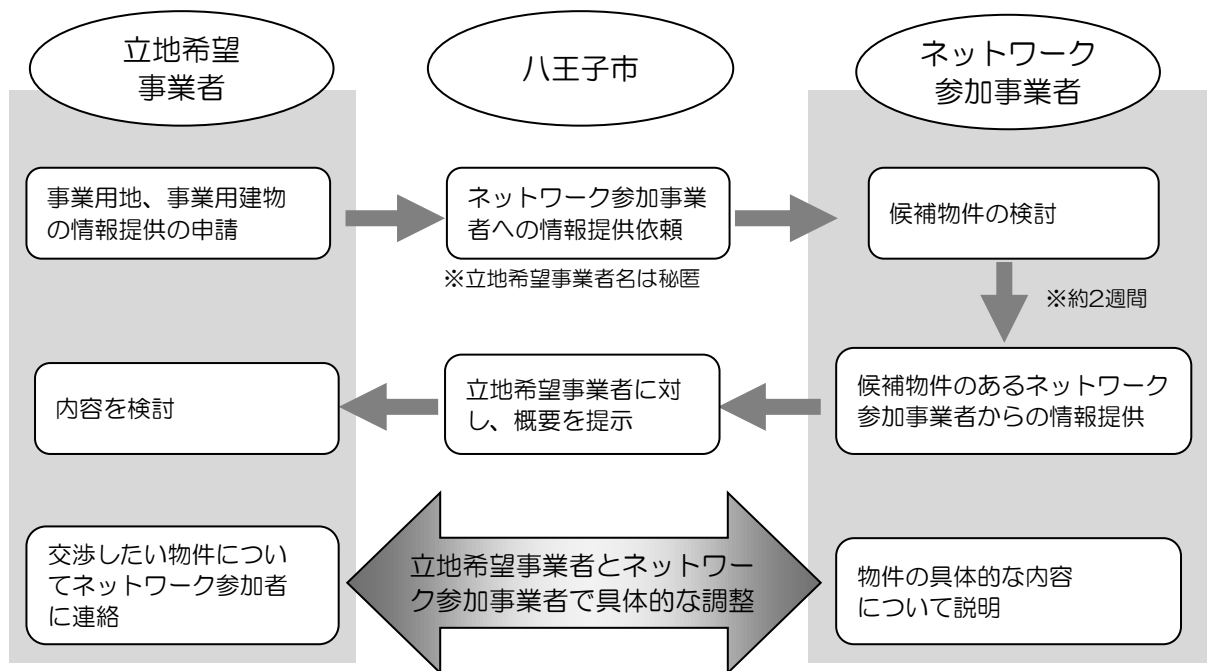 立地希望
事業者
八王子市
ネットワーク
参加事業者
事業用地、事業用建物
の情報提供の申請
ネットワーク参加事業
者への情報提供依頼
※立地希望事業者名は秘匿
候補物件の検討
※約2週間
候補物件のあるネットワーク
参加事業者からの情報提供
立地希望事業者に対
し、概要を提示
内容を検討
交渉したい物件につい
てネットワーク参加者
に連絡
立地希望事業者とネットワー
ク参加事業者で具体的な調整
物件の具体的な内容
について説明